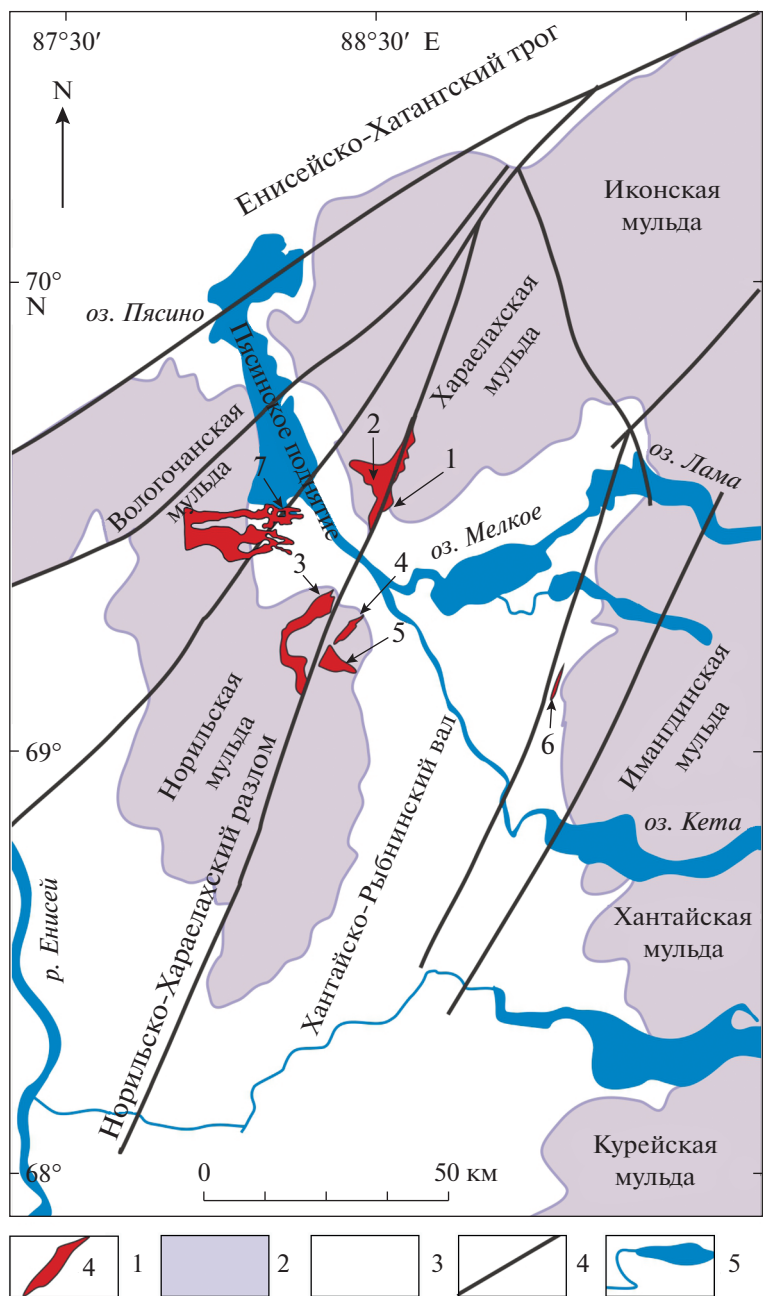 87°30′
88°30′ E
N
Енисейско-Хатангский трог
Иконская
мульда
70°
N
оз. Пясино
Пясинское поднятие
Хараелахская
мульда
Вологочанская
мульда
2
1
7
оз. Лама
оз. Мелкое
3
4
5
6
Норильская
мульда
69°
Имангдинская
мульда
оз. Кета
Норильско-Хараелахский разлом
Хантайско-Рыбнинский вал
р. Енисей
Хантайская
мульда
Курейская
мульда
68°
0
50 км
4
1
2
3
4
5